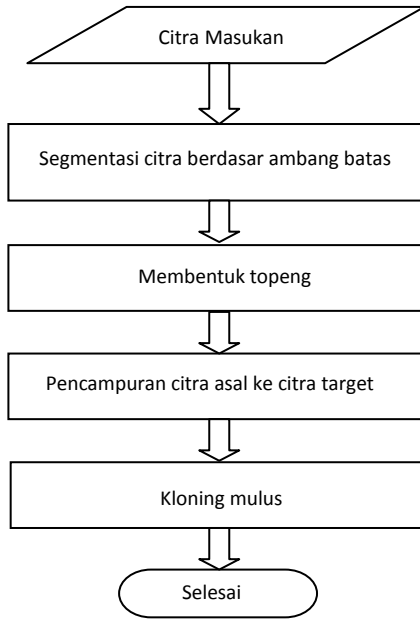 Citra Masukan
Segmentasi citra berdasar ambang batas
Membentuk topeng
Pencampuran citra asal ke citra target
Kloning mulus
Selesai